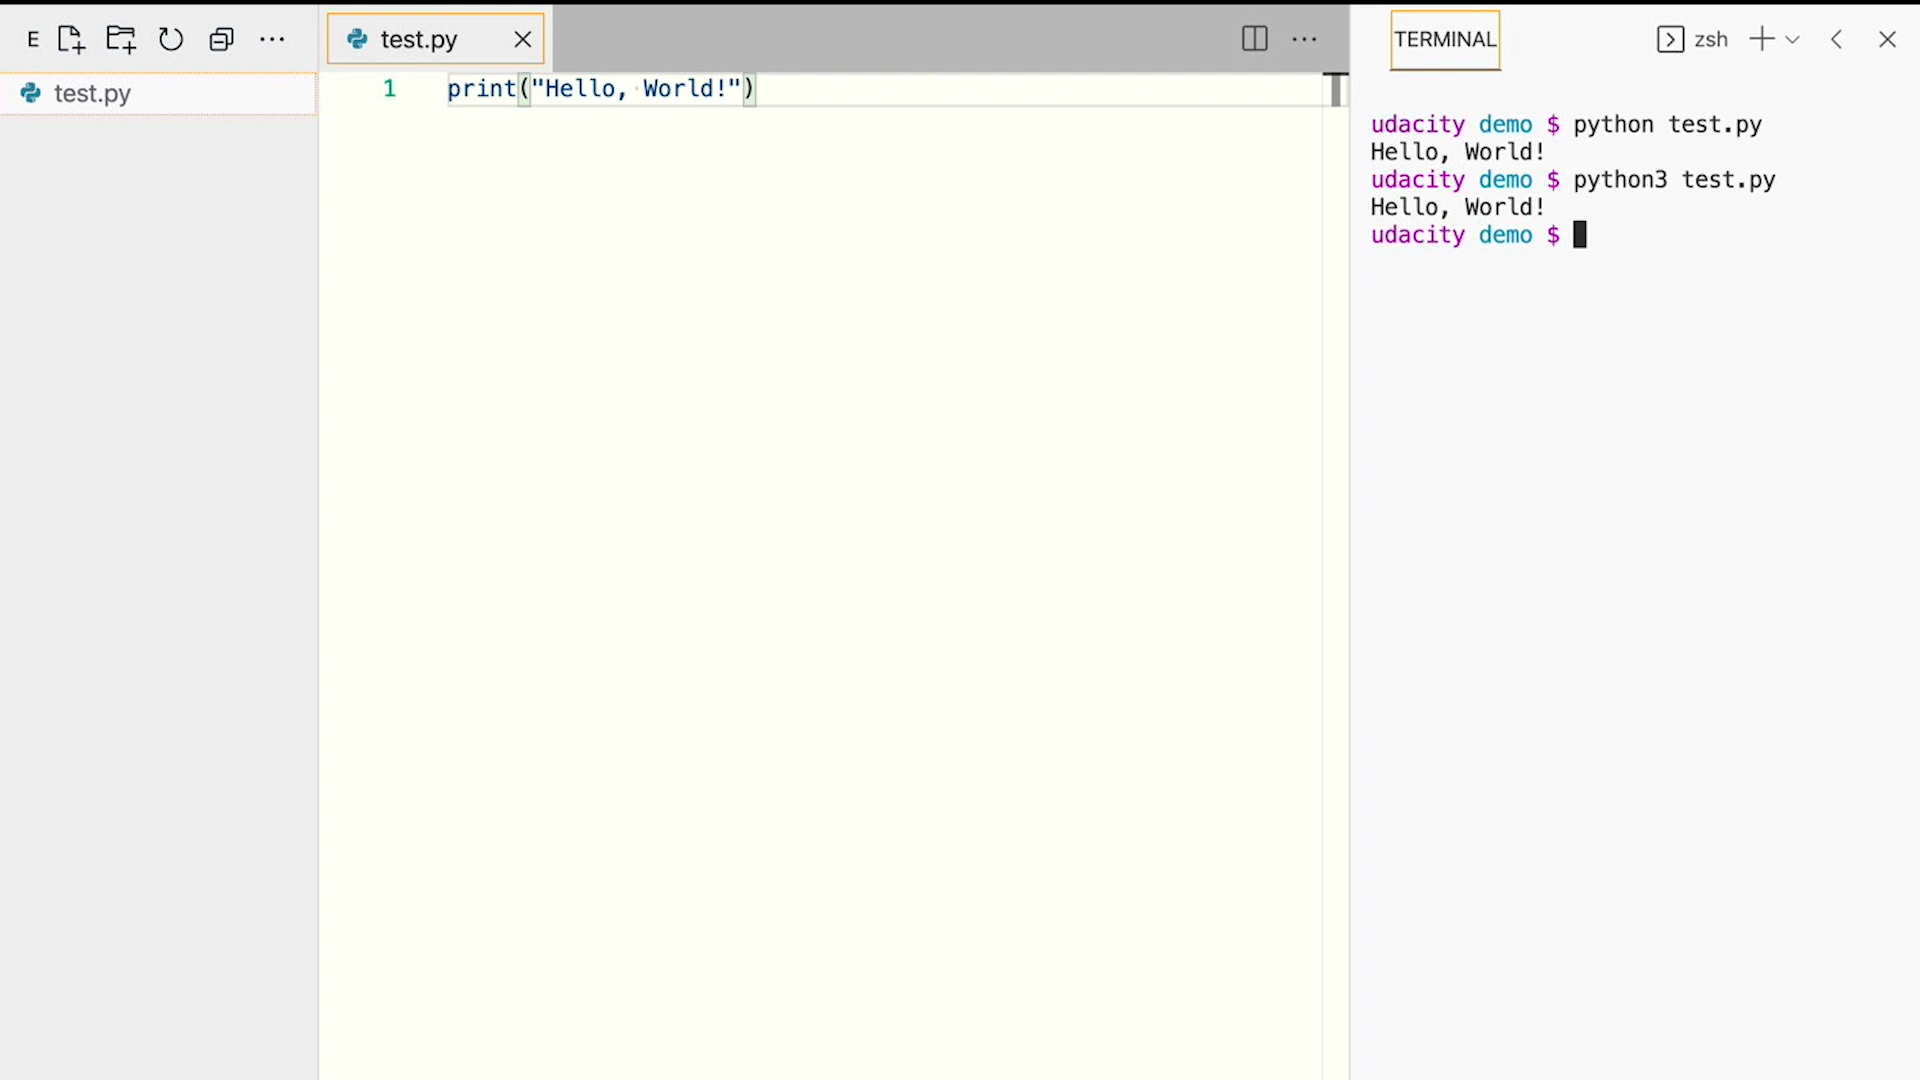 E
test.py
test.py
1 print("Hello, World!")
TERMINAL
zsh
udacity demo $ python test.py
Hello, World!
udacity demo $ python3 test.py
Hello, World!
udacity demo $